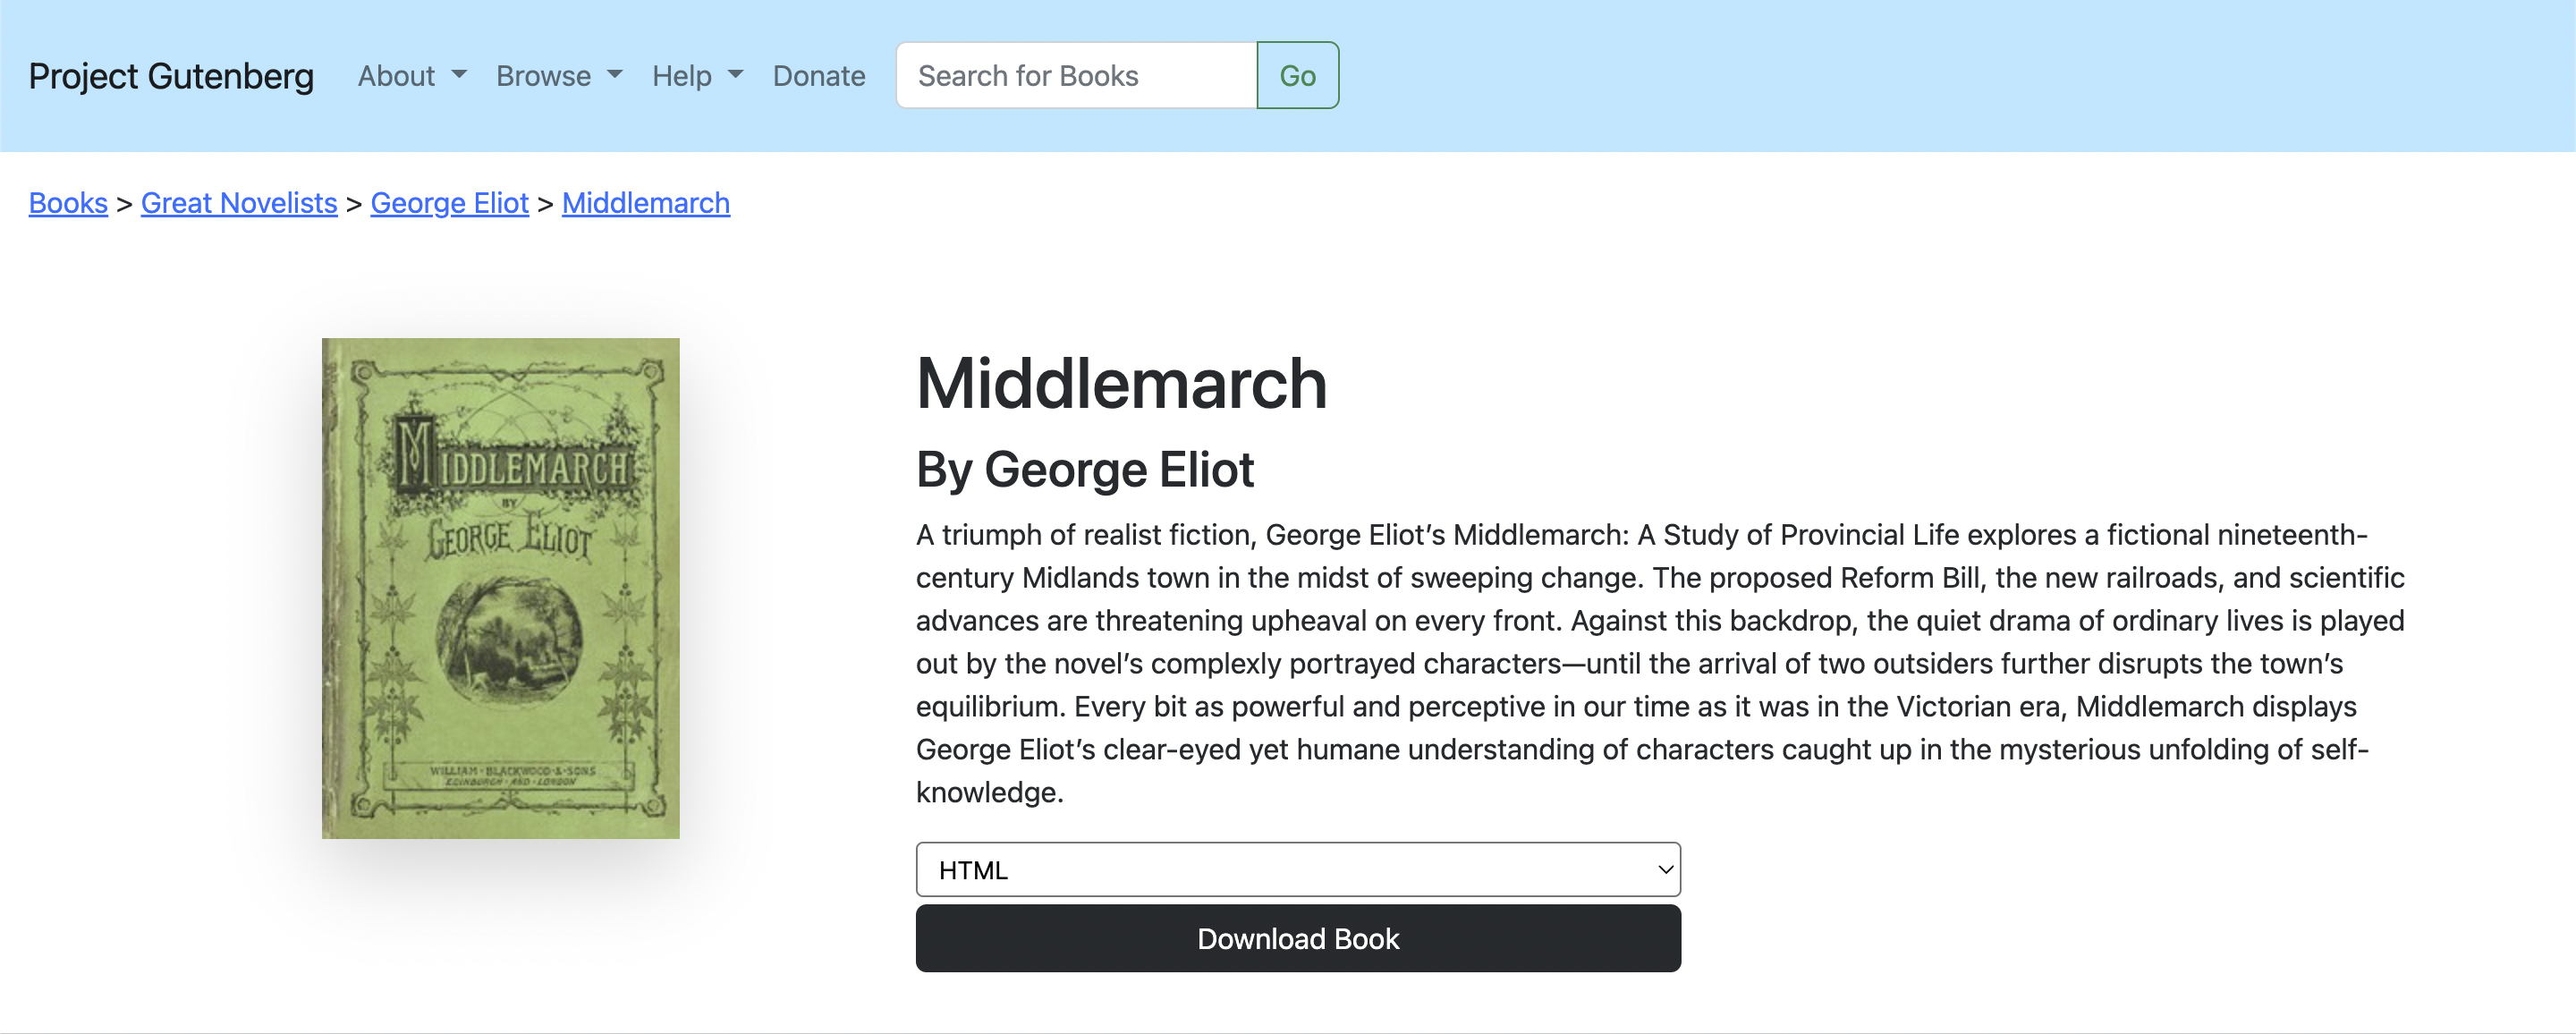 Project Gutenberg About Browse Help Donate Search for Books Go
Books > Great Novelists > George Eliot > Middlemarch
MIDDLEMARCH
BY
GEORGE ELIOT
WILLIAM·BLACKWOOD·&·SONS
EDINBURGH·AND·LONDON
Middlemarch
By George Eliot
A triumph of realist fiction, George Eliot’s Middlemarch: A Study of Provincial Life explores a fictional nineteenth-
century Midlands town in the midst of sweeping change. The proposed Reform Bill, the new railroads, and scientific
advances are threatening upheaval on every front. Against this backdrop, the quiet drama of ordinary lives is played
out by the novel’s complexly portrayed characters—until the arrival of two outsiders further disrupts the town’s
equilibrium. Every bit as powerful and perceptive in our time as it was in the Victorian era, Middlemarch displays
George Eliot’s clear-eyed yet humane understanding of characters caught up in the mysterious unfolding of self-
knowledge.
HTML
Download Book